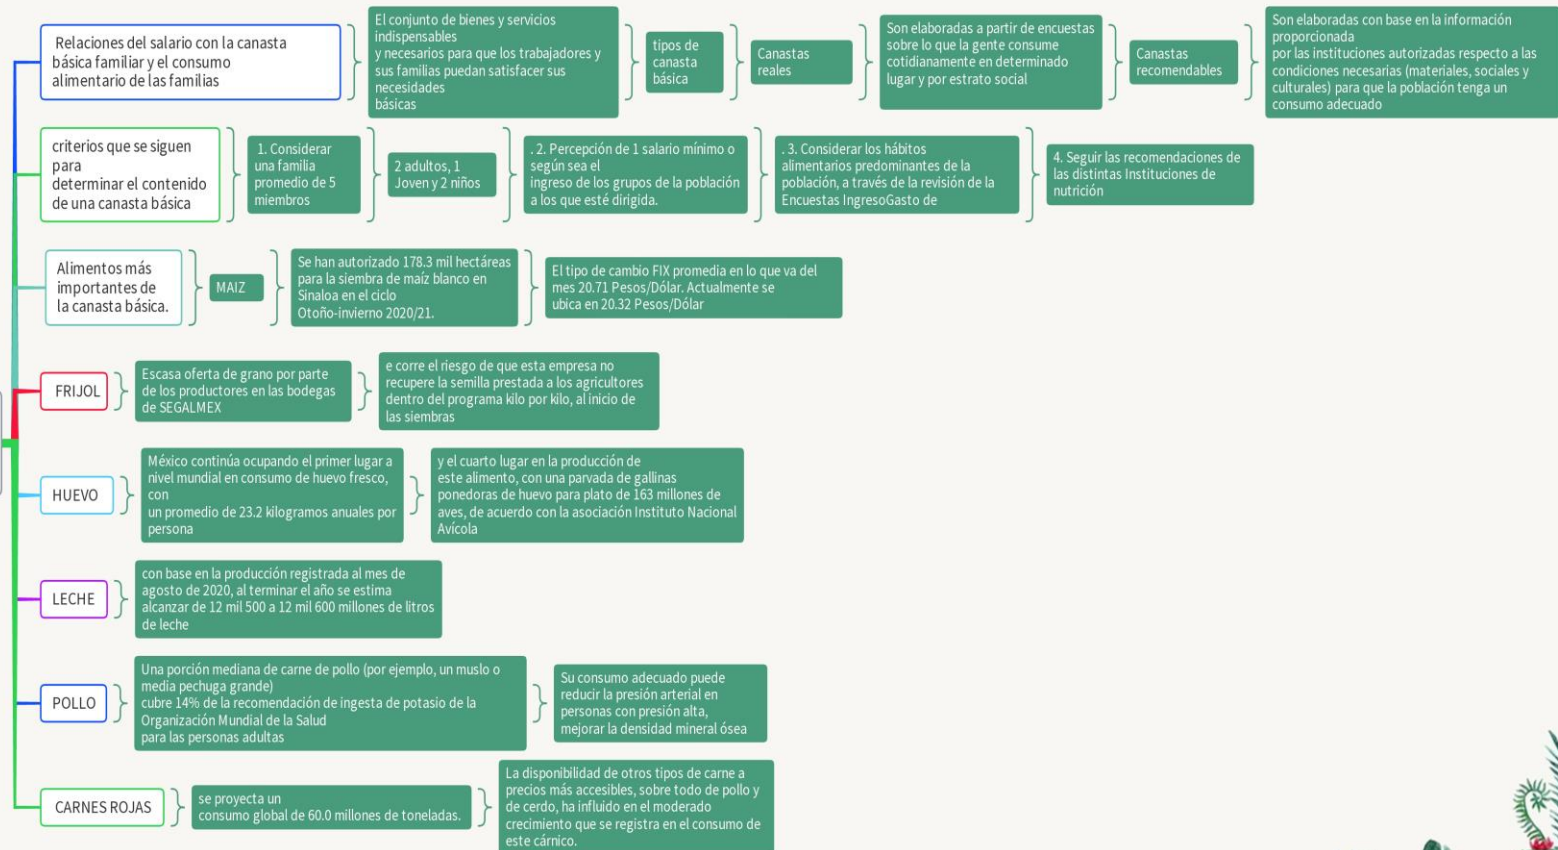 Relaciones del salario con la canasta
básica familiar y el consumo
alimentario de las familias
El conjunto de bienes y servicios
indispensables
y necesarios para que los trabajadores y
sus familias puedan satisfacer sus
necesidades
básicas
tipos de
canasta
básica
Canastas
reales
Son elaboradas a partir de encuestas
sobre lo que la gente consume
cotidianamente en determinado
lugar y por estrato social
Canastas
recomendables
Son elaboradas con base en la información
proporcionada
por las instituciones autorizadas respecto a las
condiciones necesarias (materiales, sociales y
culturales) para que la población tenga un
consumo adecuado
criterios que se siguen
para
determinar el contenido
de una canasta básica
1. Considerar
una familia
promedio de 5
miembros
2 adultos, 1
Joven y 2 niños
. 2. Percepción de 1 salario mínimo o
según sea el
ingreso de los grupos de la población
a los que esté dirigida.
. 3. Considerar los hábitos
alimentarios predominantes de la
población, a través de la revisión de la
Encuestas IngresoGasto de
4. Seguir las recomendaciones de
las distintas Instituciones de
nutrición
Alimentos más
importantes de
la canasta básica.
MAIZ
Se han autorizado 178.3 mil hectáreas
para la siembra de maíz blanco en
Sinaloa en el ciclo
Otoño-invierno 2020/21.
El tipo de cambio FIX promedia en lo que va del
mes 20.71 Pesos/Dólar. Actualmente se
ubica en 20.32 Pesos/Dólar
FRIJOL
Escasa oferta de grano por parte
de los productores en las bodegas
de SEGALMEX
e corre el riesgo de que esta empresa no
recupere la semilla prestada a los agricultores
dentro del programa kilo por kilo, al inicio de
las siembras
HUEVO
México continúa ocupando el primer lugar a
nivel mundial en consumo de huevo fresco,
con
un promedio de 23.2 kilogramos anuales por
persona
y el cuarto lugar en la producción de
este alimento, con una parvada de gallinas
ponedoras de huevo para plato de 163 millones de
aves, de acuerdo con la asociación Instituto Nacional
Avícola
LECHE
con base en la producción registrada al mes de
agosto de 2020, al terminar el año se estima
alcanzar de 12 mil 500 a 12 mil 600 millones de litros
de leche
POLLO
Una porción mediana de carne de pollo (por ejemplo, un muslo o
media pechuga grande)
cubre 14% de la recomendación de ingesta de potasio de la
Organización Mundial de la Salud
para las personas adultas
Su consumo adecuado puede
reducir la presión arterial en
personas con presión alta,
mejorar la densidad mineral ósea
CARNES ROJAS
se proyecta un
consumo global de 60.0 millones de toneladas.
La disponibilidad de otros tipos de carne a
precios más accesibles, sobre todo de pollo y
de cerdo, ha influido en el moderado
crecimiento que se registra en el consumo de
este cárnico.